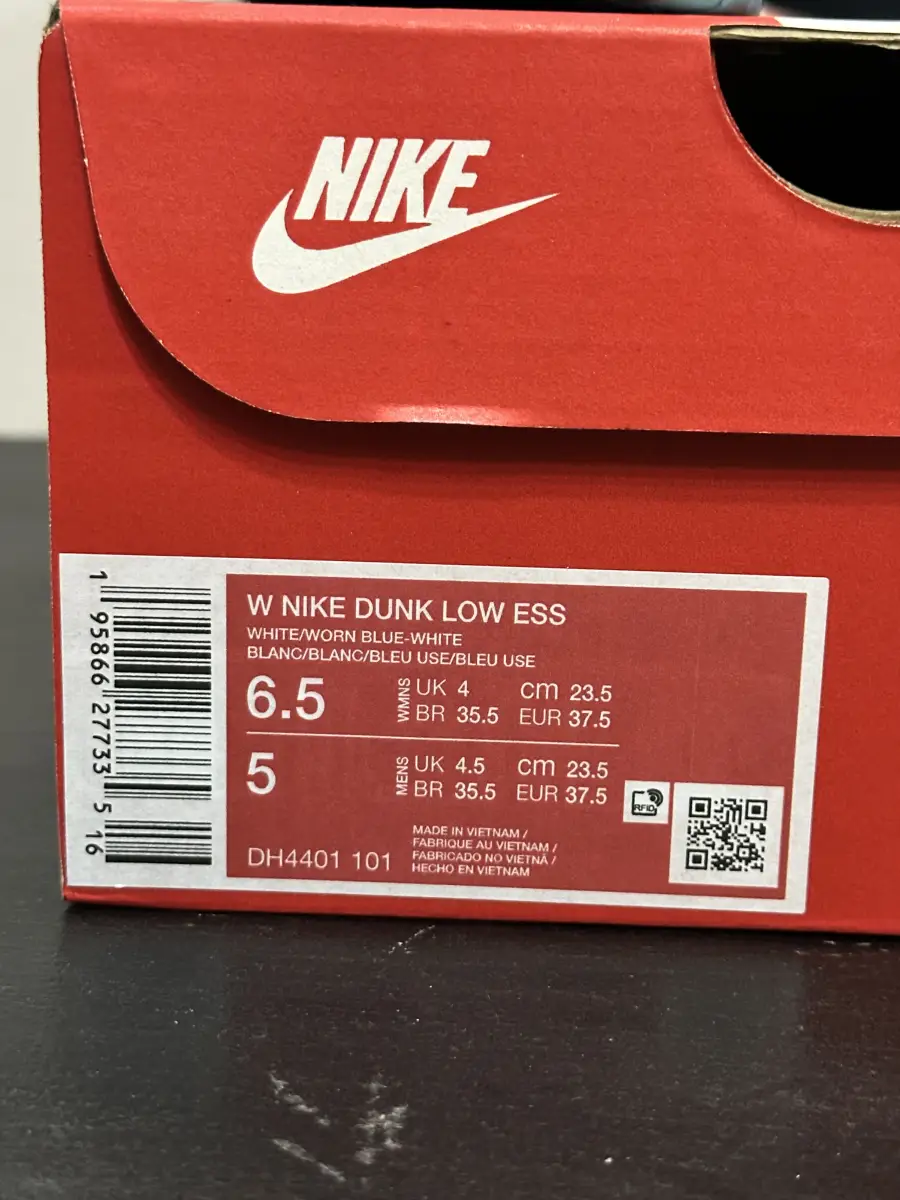 NIKE
W NIKE DUNK LOW ESS
WHITE/WORN BLUE-WHITE
BLANC/BLANC/BLEU USE/BLEU USE
6.5
WMNS
UK 4 cm 23.5
BR 35.5 EUR 37.5
5
MENS
UK 4.5 cm 23.5
BR 35.5 EUR 37.5
RFID
DH4401 101
MADE IN VIETNAM /
FABRIQUE AU VIETNAM /
FABRICADO NO VIETNÃ /
HECHO EN VIETNAM
1 95866 27733 5 16